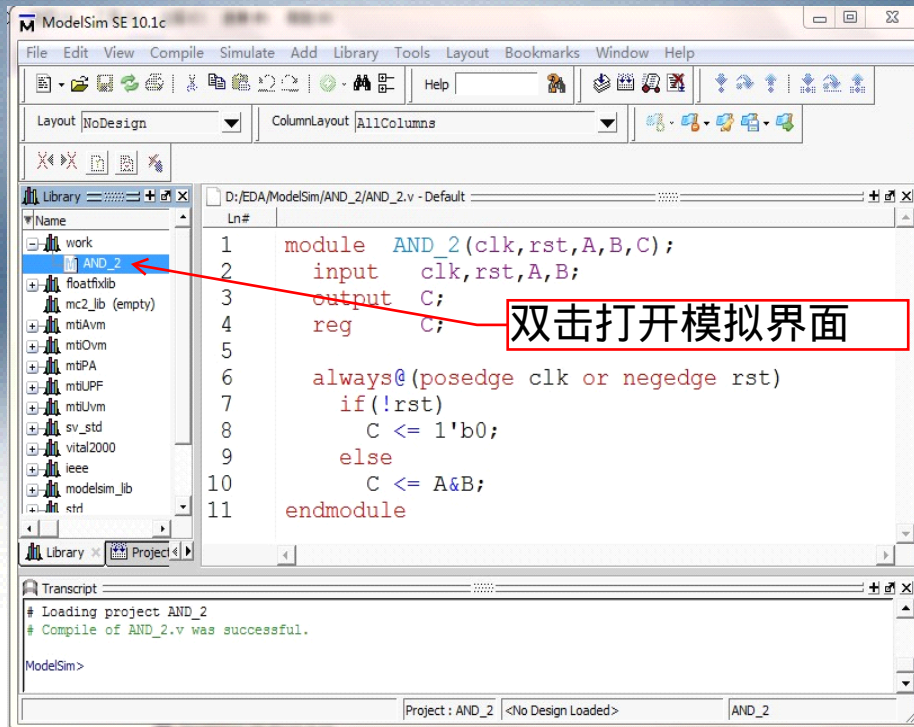 ModelSim SE 10.1c
File Edit View Compile Simulate Add Library Tools Layout Bookmarks Window Help
Help
Layout NoDesign
ColumnLayout AllColumns
Library
D:/EDA/ModelSim/AND_2/AND_2.v - Default
Name
work
AND_2
floatfixlib
mc2_lib (empty)
mtiAvm
mtiOvm
mtiPA
mtiUPF
mtiUvm
sv_std
vital2000
ieee
modelsim_lib
std
Library
Project
Ln#
1 module AND_2(clk,rst,A,B,C);
2 input clk,rst,A,B;
3 output C;
4 reg C;
5
6 always@(posedge clk or negedge rst)
7 if(!rst)
8 C <= 1'b0;
9 else
10 C <= A&B;
11 endmodule
双击打开模拟界面
Transcript
# Loading project AND_2
# Compile of AND_2.v was successful.
ModelSim>
Project : AND_2 <No Design Loaded> AND_2